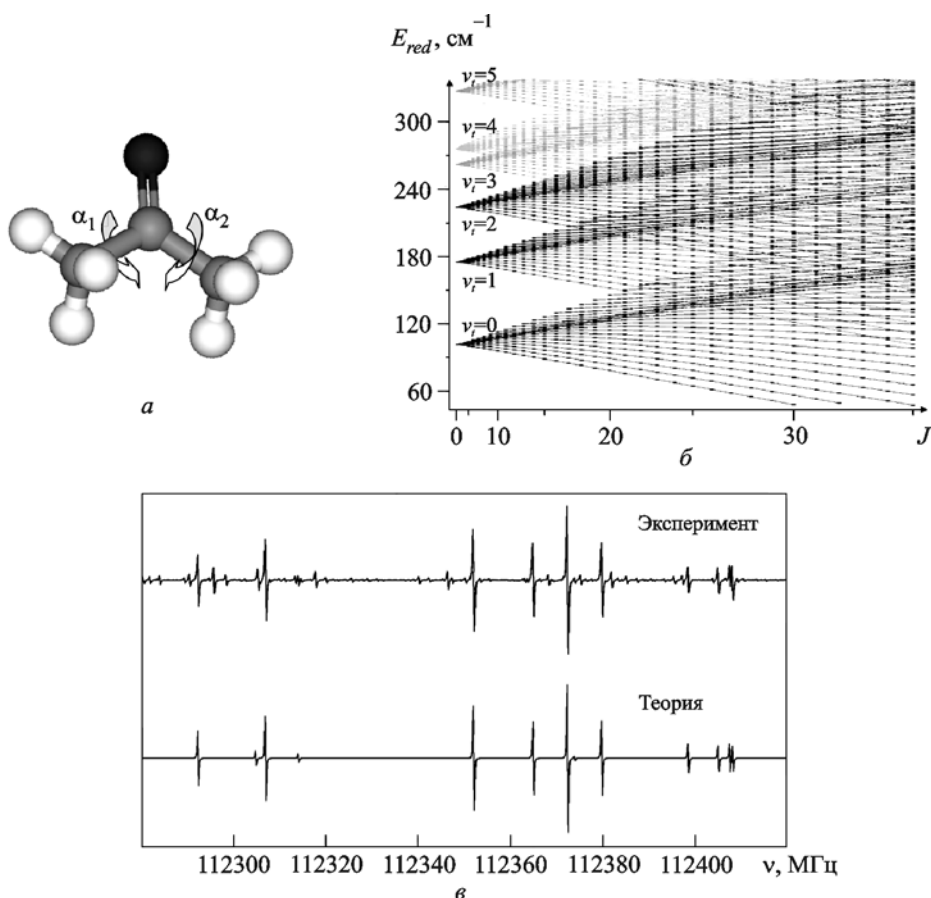 E_red, см⁻¹
α₁
α₂
а
v_t=5
300
v_t=4
240
v_t=3
v_t=2
180
v_t=1
120
v_t=0
60
0 10 20 30 J
б
Эксперимент
Теория
112300 112320 112340 112360 112380 112400 ν, МГц
в